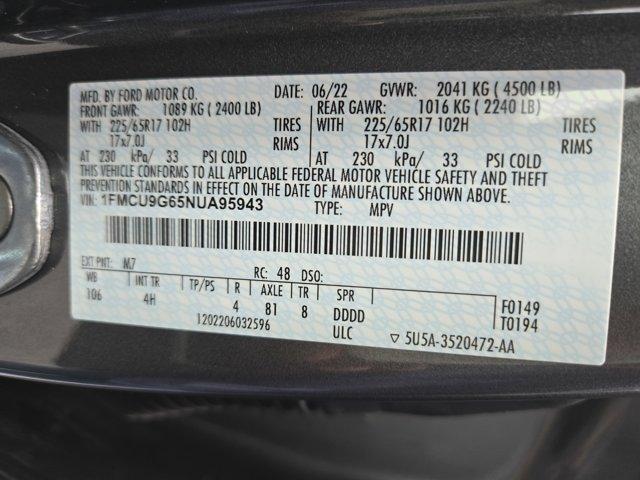 MFD. BY FORD MOTOR CO.
DATE: 06/22 GVWR: 2041 KG ( 4500 LB)
FRONT GAWR: 1089 KG ( 2400 LB) REAR GAWR: 1016 KG ( 2240 LB)
WITH 225/65R17 102H TIRES WITH 225/65R17 102H TIRES
17x7.0J RIMS 17x7.0J RIMS
AT 230 kPa/ 33 PSI COLD AT 230 kPa/ 33 PSI COLD
THIS VEHICLE CONFORMS TO ALL APPLICABLE FEDERAL MOTOR VEHICLE SAFETY AND THEFT
PREVENTION STANDARDS IN EFFECT ON THE DATE OF MANUFACTURE SHOWN ABOVE.
VIN: 1FMCU9G65NUA95943 TYPE: MPV
EXT PNT: M7 RC: 48 DSO:
WB INT TR TP/PS R AXLE TR SPR
106 4H 4 81 8 DDDD
F0149
T0194
1202206032596 ULC ▽ 5U5A-3520472-AA